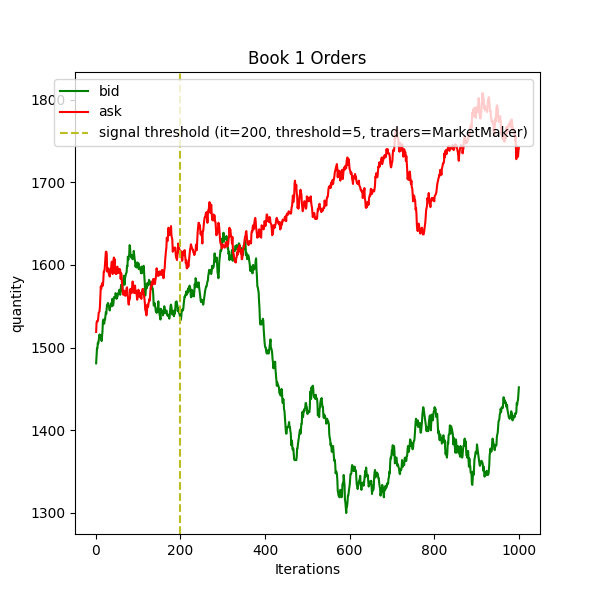 Book 1 Orders
bid
ask
signal threshold (it=200, threshold=5, traders=MarketMaker)
1800
1700
1600
1500
1400
1300
quantity
0 200 400 600 800 1000
Iterations